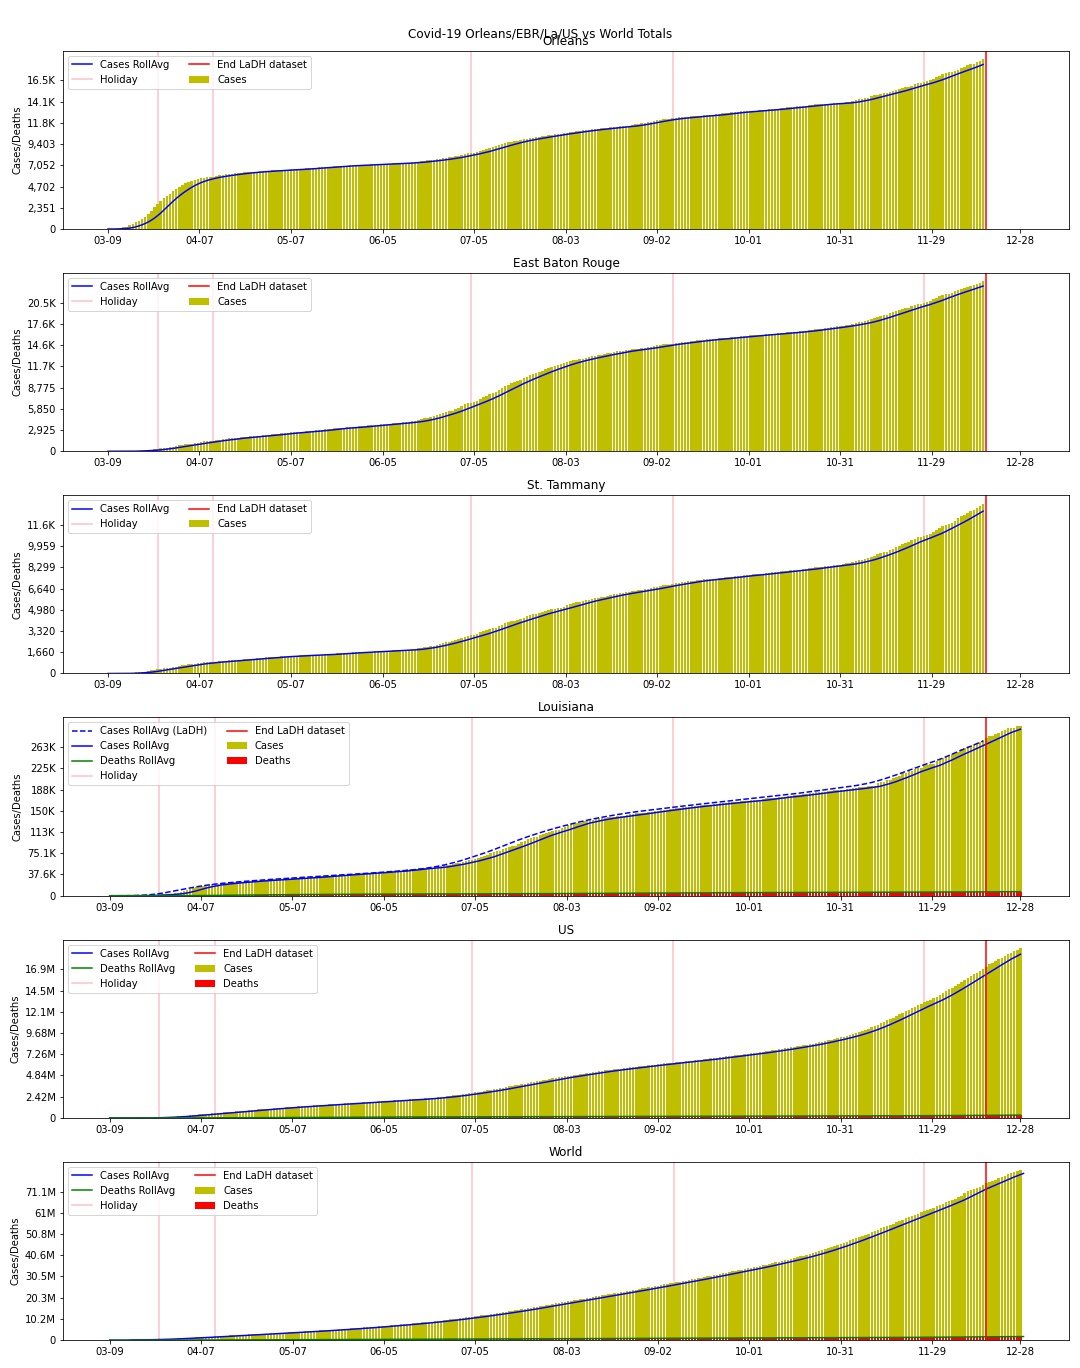 Covid-19 Orleans/EBR/La/US vs World Totals
Orleans
Cases RollAvg End LaDH dataset
Holiday Cases
Cases/Deaths
16.5K
14.1K
11.8K
9,403
7,052
4,702
2,351
0
03-09 04-07 05-07 06-05 07-05 08-03 09-02 10-01 10-31 11-29 12-28
East Baton Rouge
Cases RollAvg End LaDH dataset
Holiday Cases
Cases/Deaths
20.5K
17.6K
14.6K
11.7K
8,775
5,850
2,925
0
03-09 04-07 05-07 06-05 07-05 08-03 09-02 10-01 10-31 11-29 12-28
St. Tammany
Cases RollAvg End LaDH dataset
Holiday Cases
Cases/Deaths
11.6K
9,959
8,299
6,640
4,980
3,320
1,660
0
03-09 04-07 05-07 06-05 07-05 08-03 09-02 10-01 10-31 11-29 12-28
Louisiana
Cases RollAvg (LaDH) End LaDH dataset
Cases RollAvg Cases
Deaths RollAvg Deaths
Holiday
Cases/Deaths
263K
225K
188K
150K
113K
75.1K
37.6K
0
03-09 04-07 05-07 06-05 07-05 08-03 09-02 10-01 10-31 11-29 12-28
US
Cases RollAvg End LaDH dataset
Deaths RollAvg Cases
Holiday Deaths
Cases/Deaths
16.9M
14.5M
12.1M
9.68M
7.26M
4.84M
2.42M
0
03-09 04-07 05-07 06-05 07-05 08-03 09-02 10-01 10-31 11-29 12-28
World
Cases RollAvg End LaDH dataset
Deaths RollAvg Cases
Holiday Deaths
Cases/Deaths
71.1M
61M
50.8M
40.6M
30.5M
20.3M
10.2M
0
03-09 04-07 05-07 06-05 07-05 08-03 09-02 10-01 10-31 11-29 12-28